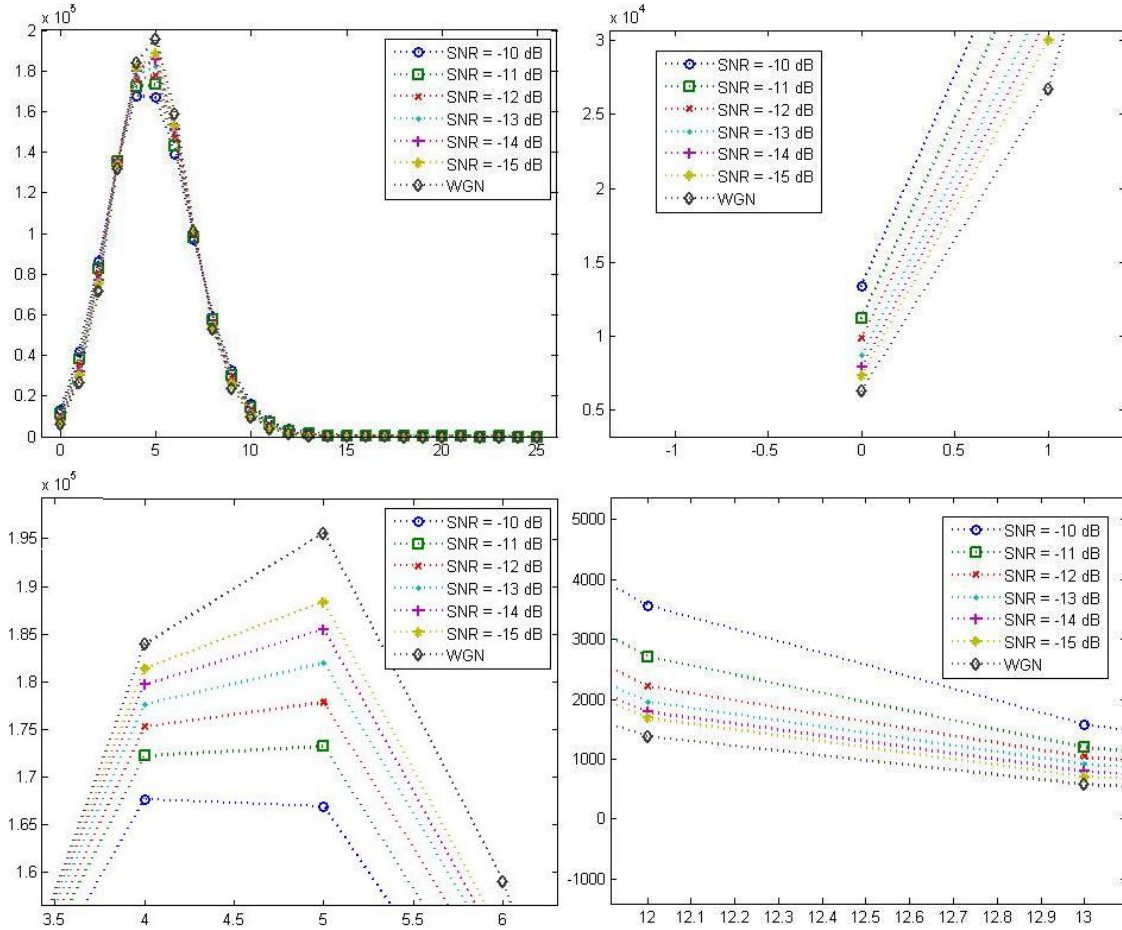 x 10⁵
2
1.8
1.6
1.4
1.2
1
0.8
0.6
0.4
0.2
0
0 5 10 15 20 25
SNR = -10 dB
SNR = -11 dB
SNR = -12 dB
SNR = -13 dB
SNR = -14 dB
SNR = -15 dB
WGN
x 10⁴
3
2.5
2
1.5
1
0.5
-1 -0.5 0 0.5 1
SNR = -10 dB
SNR = -11 dB
SNR = -12 dB
SNR = -13 dB
SNR = -14 dB
SNR = -15 dB
WGN
x 10⁵
1.95
1.9
1.85
1.8
1.75
1.7
1.65
1.6
3.5 4 4.5 5 5.5 6
SNR = -10 dB
SNR = -11 dB
SNR = -12 dB
SNR = -13 dB
SNR = -14 dB
SNR = -15 dB
WGN
5000
4000
3000
2000
1000
0
-1000
12 12.1 12.2 12.3 12.4 12.5 12.6 12.7 12.8 12.9 13
SNR = -10 dB
SNR = -11 dB
SNR = -12 dB
SNR = -13 dB
SNR = -14 dB
SNR = -15 dB
WGN